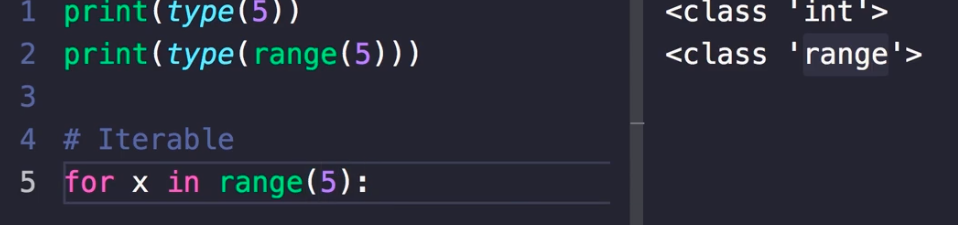 1 print(type(5))
2 print(type(range(5)))
3
4 # Iterable
5 for x in range(5):
<class 'int'>
<class 'range'>